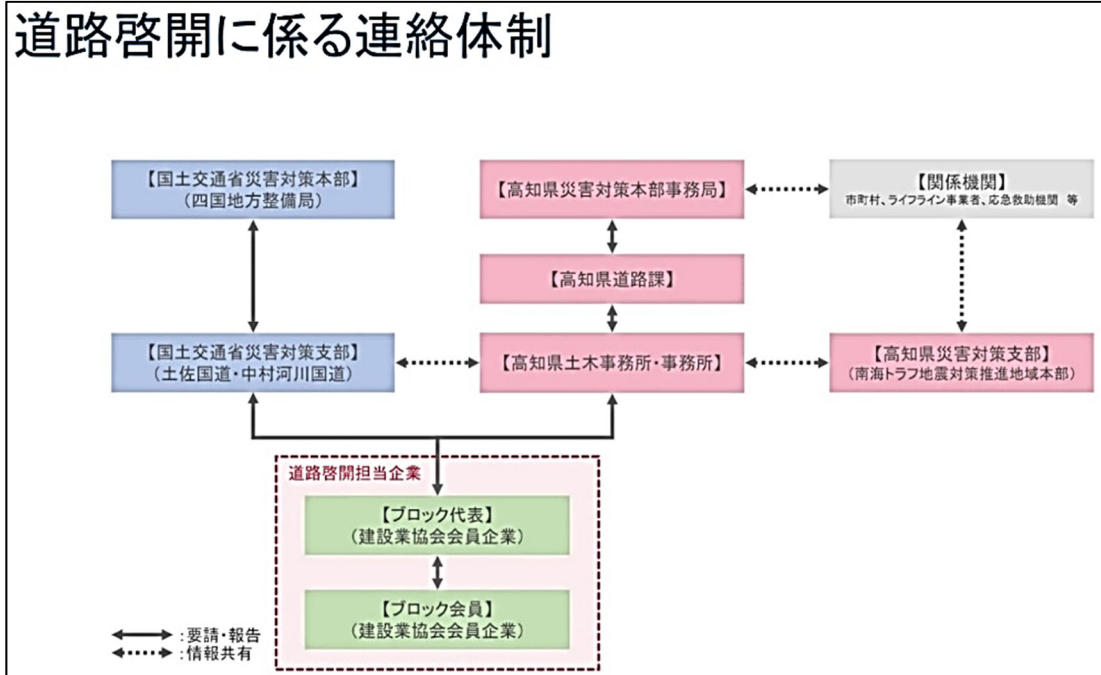 道路啓開に係る連絡体制
【国土交通省災害対策本部】
(四国地方整備局)
【高知県災害対策本部事務局】
【関係機関】
市町村、ライフライン事業者、応急救助機関 等
【高知県道路課】
【国土交通省災害対策支部】
(土佐国道・中村河川国道)
【高知県土木事務所・事務所】
【高知県災害対策支部】
(南海トラフ地震対策推進地域本部)
道路啓開担当企業
【ブロック代表】
(建設業協会会員企業)
【ブロック会員】
(建設業協会会員企業)
:要請・報告
:情報共有